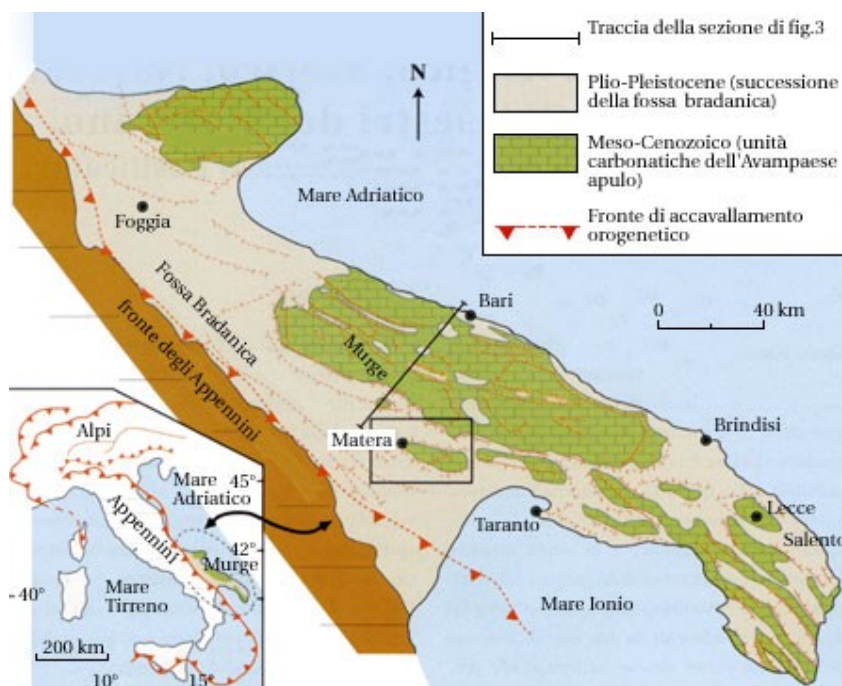 Traccia della sezione di fig.3
Plio-Pleistocene (successione
della fossa bradanica)
Meso-Cenozoico (unità
carbonatiche dell'Avampaese
apulo)
Fronte di accavallamento
orogenetico
N
Mare Adriatico
Foggia
Fossa Bradanica
fronte degli Appennini
Murge
Bari
0 40 km
Matera
Brindisi
Taranto
Lecce
Salento
Mare Ionio
Alpi
Mare
Adriatico
45°
Appennini
42°
Murge
40°
Mare
Tirreno
200 km
10°
15°